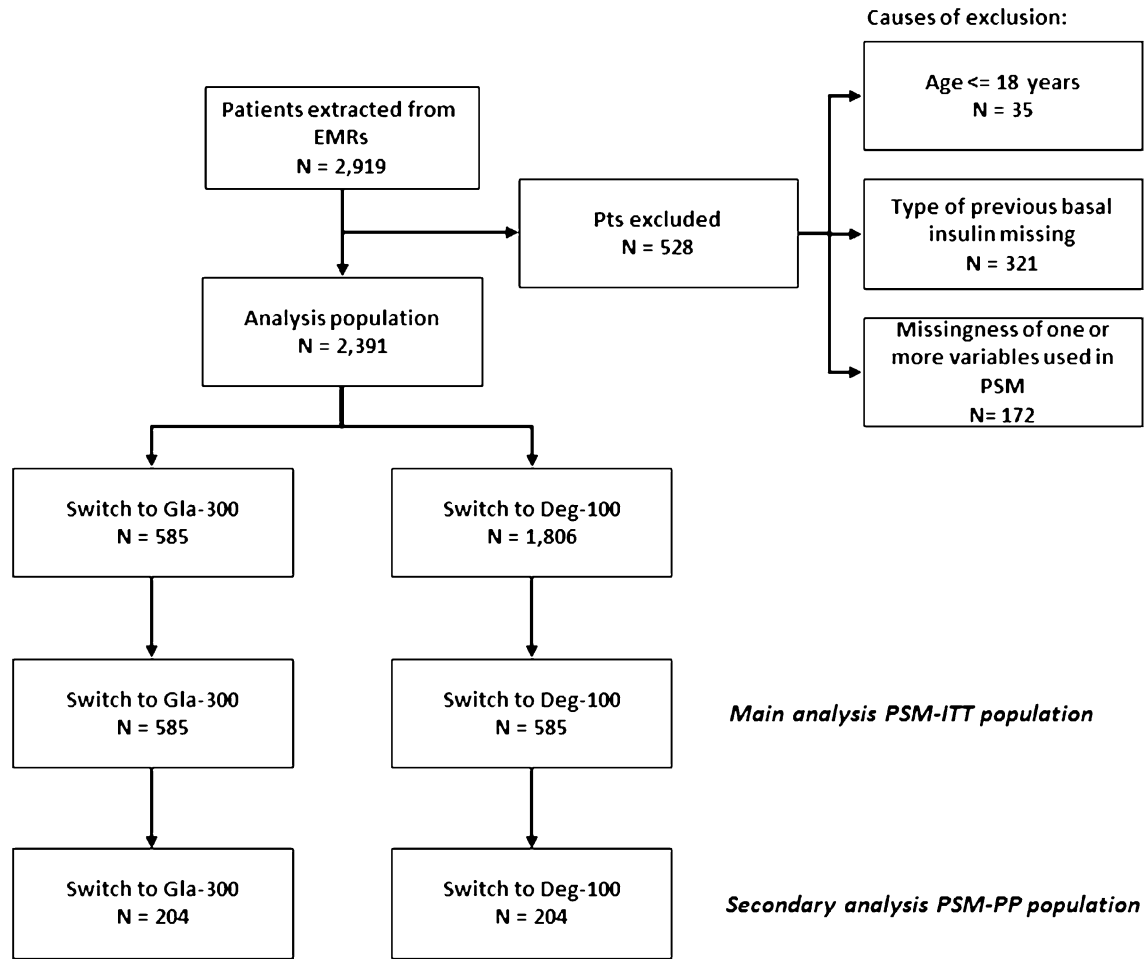 Causes of exclusion:
Patients extracted from
EMRs
N = 2,919
Age <= 18 years
N = 35
Pts excluded
N = 528
Type of previous basal
insulin missing
N = 321
Analysis population
N = 2,391
Missingness of one or
more variables used in
PSM
N= 172
Switch to Gla-300
N = 585
Switch to Deg-100
N = 1,806
Switch to Gla-300
N = 585
Switch to Deg-100
N = 585
Main analysis PSM-ITT population
Switch to Gla-300
N = 204
Switch to Deg-100
N = 204
Secondary analysis PSM-PP population